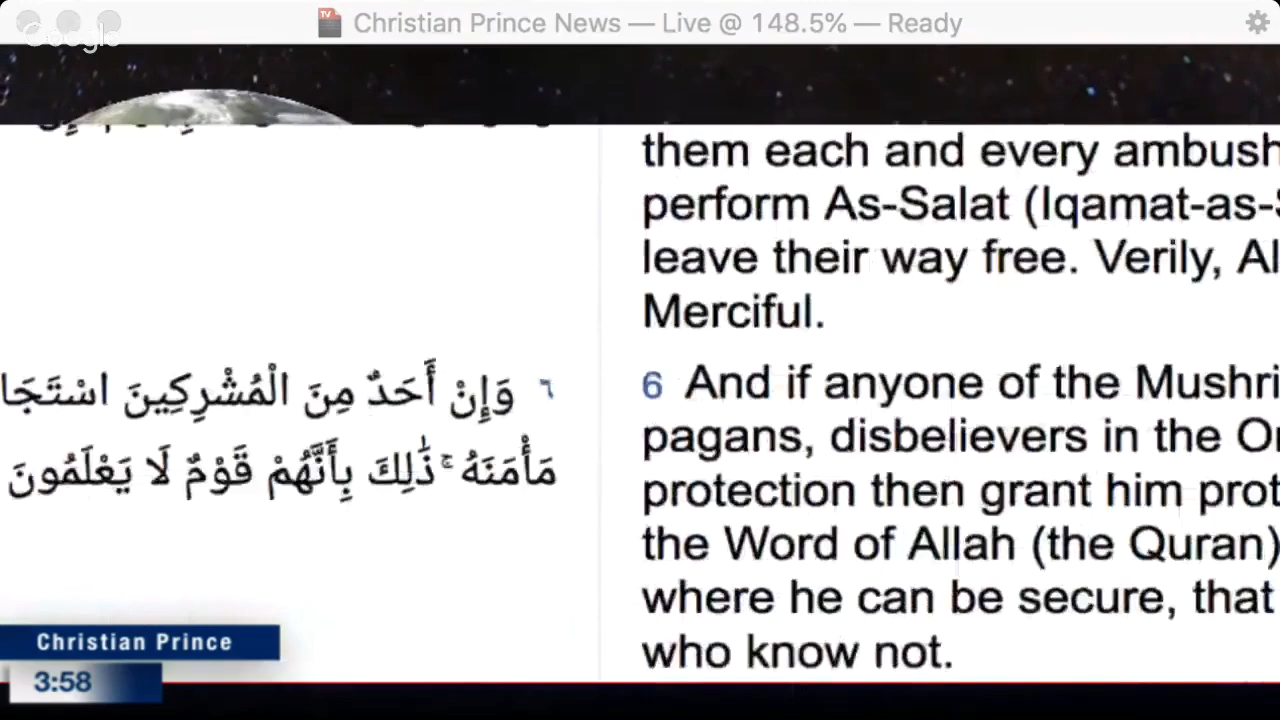 Christian Prince News — Live @ 148.5% — Ready
Google
them each and every ambush
perform As-Salat (Iqamat-as-
leave their way free. Verily, Al
Merciful.
٦ وَإِنْ أَحَدٌ مِنَ الْمُشْرِكِينَ اسْتَجَا
مَأْمَنَهُ ۚ ذَٰلِكَ بِأَنَّهُمْ قَوْمٌ لَا يَعْلَمُونَ
6 And if anyone of the Mushri
pagans, disbelievers in the On
protection then grant him prot
the Word of Allah (the Quran)
where he can be secure, that
who know not.
Christian Prince
3:58